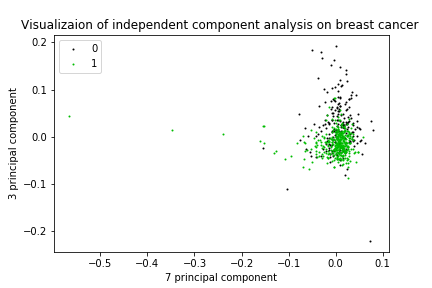 Visualizaion of independent component analysis on breast cancer
0
1
0.2
0.1
0.0
−0.1
−0.2
3 principal component
−0.5 −0.4 −0.3 −0.2 −0.1 0.0 0.1
7 principal component